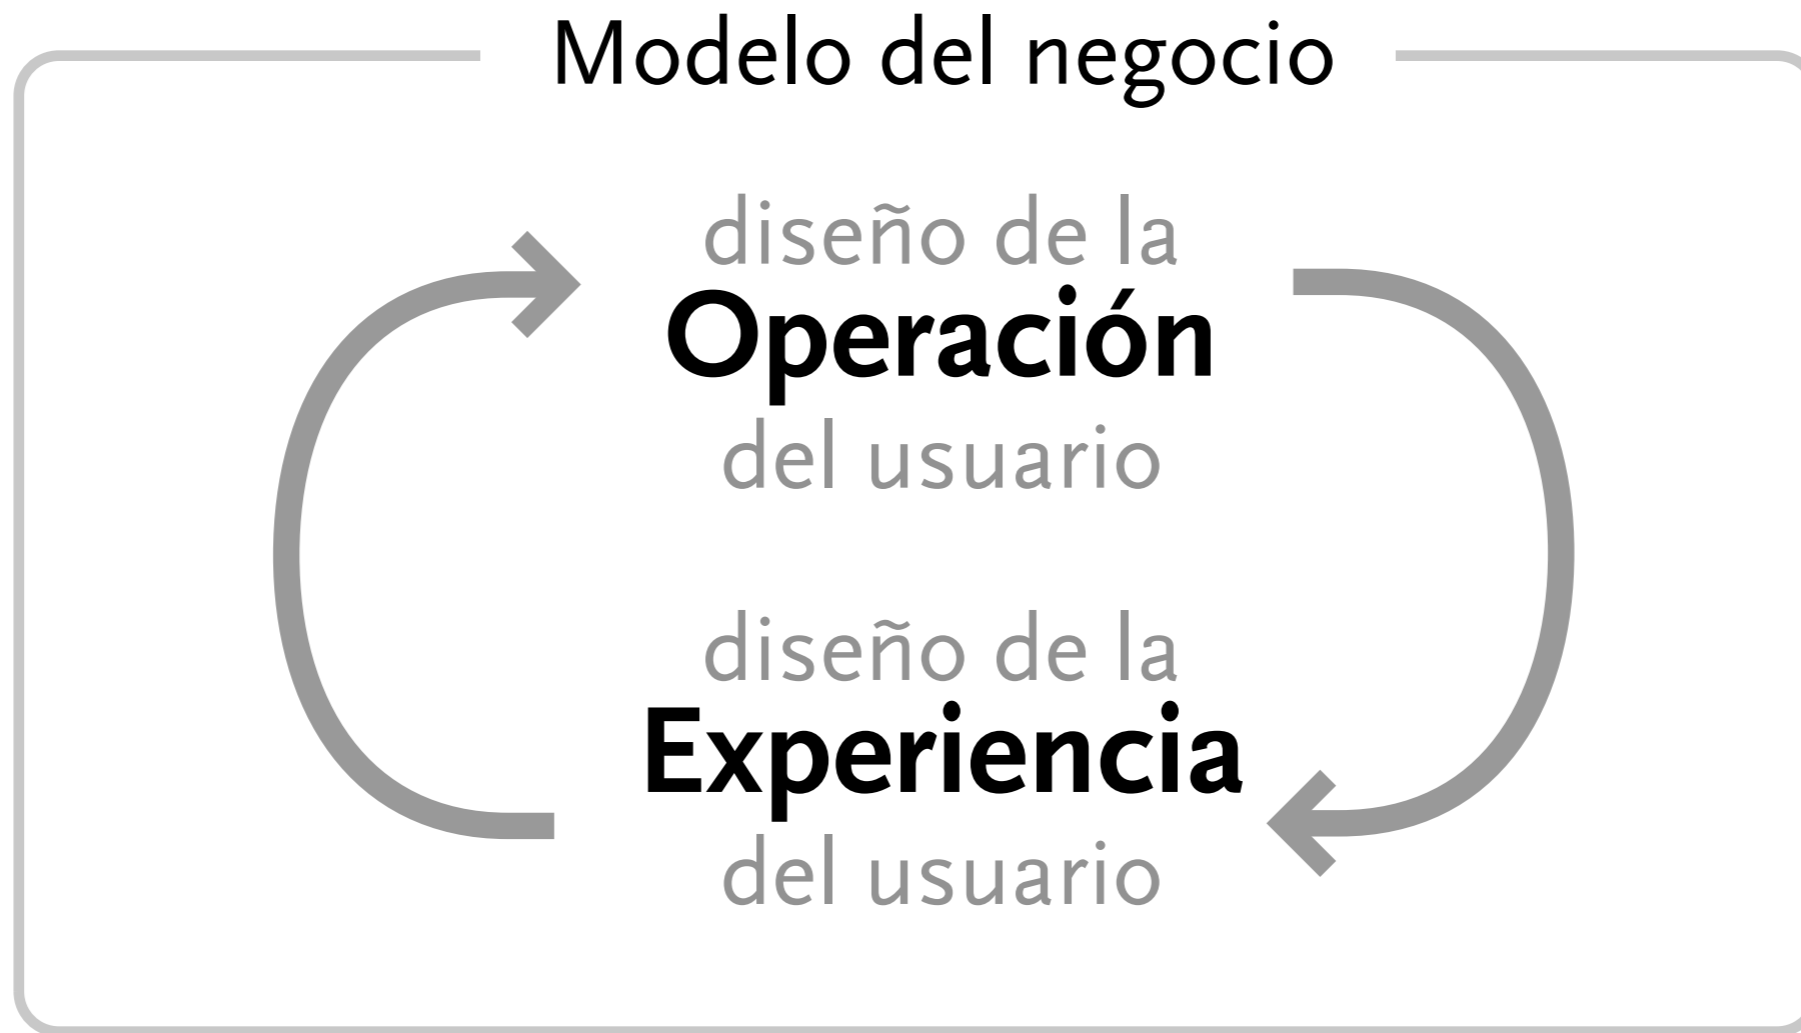 Modelo del negocio
diseño de la
Operación
del usuario
diseño de la
Experiencia
del usuario